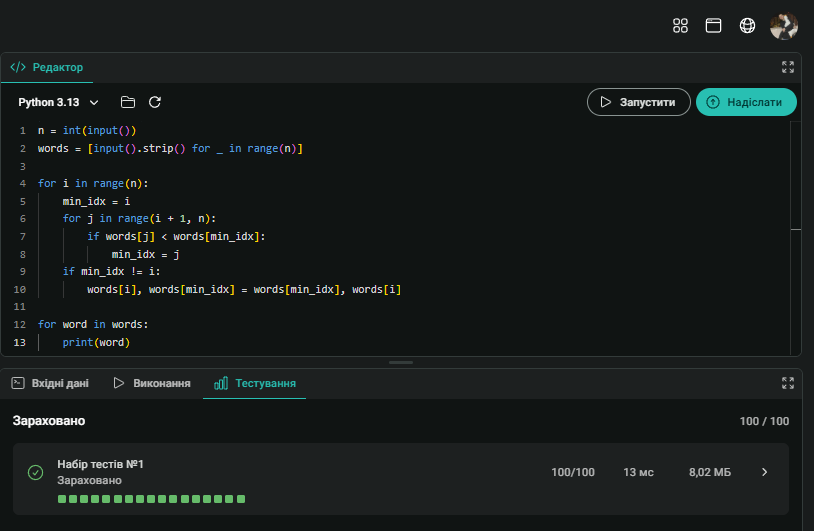 </> Редактор
Python 3.13
Запустити
Надіслати
1 n = int(input())
2 words = [input().strip() for _ in range(n)]
3
4 for i in range(n):
5     min_idx = i
6     for j in range(i + 1, n):
7         if words[j] < words[min_idx]:
8             min_idx = j
9     if min_idx != i:
10         words[i], words[min_idx] = words[min_idx], words[i]
11
12 for word in words:
13     print(word)
Вхідні дані
Виконання
Тестування
Зараховано
100 / 100
Набір тестів №1
Зараховано
100/100
13 мс
8,02 МБ